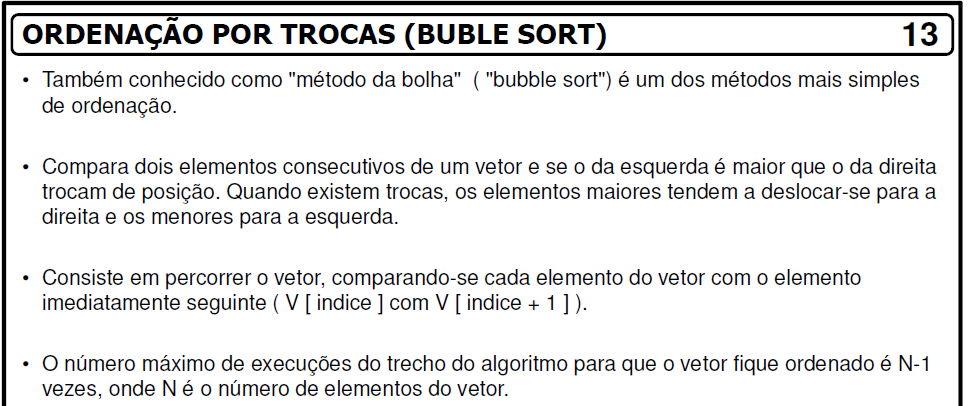 ORDENAÇÃO POR TROCAS (BUBLE SORT) 13
• Também conhecido como "método da bolha" ( "bubble sort") é um dos métodos mais simples
de ordenação.
• Compara dois elementos consecutivos de um vetor e se o da esquerda é maior que o da direita
trocam de posição. Quando existem trocas, os elementos maiores tendem a deslocar-se para a
direita e os menores para a esquerda.
• Consiste em percorrer o vetor, comparando-se cada elemento do vetor com o elemento
imediatamente seguinte ( V [ indice ] com V [ indice + 1 ] ).
• O número máximo de execuções do trecho do algoritmo para que o vetor fique ordenado é N-1
vezes, onde N é o número de elementos do vetor.